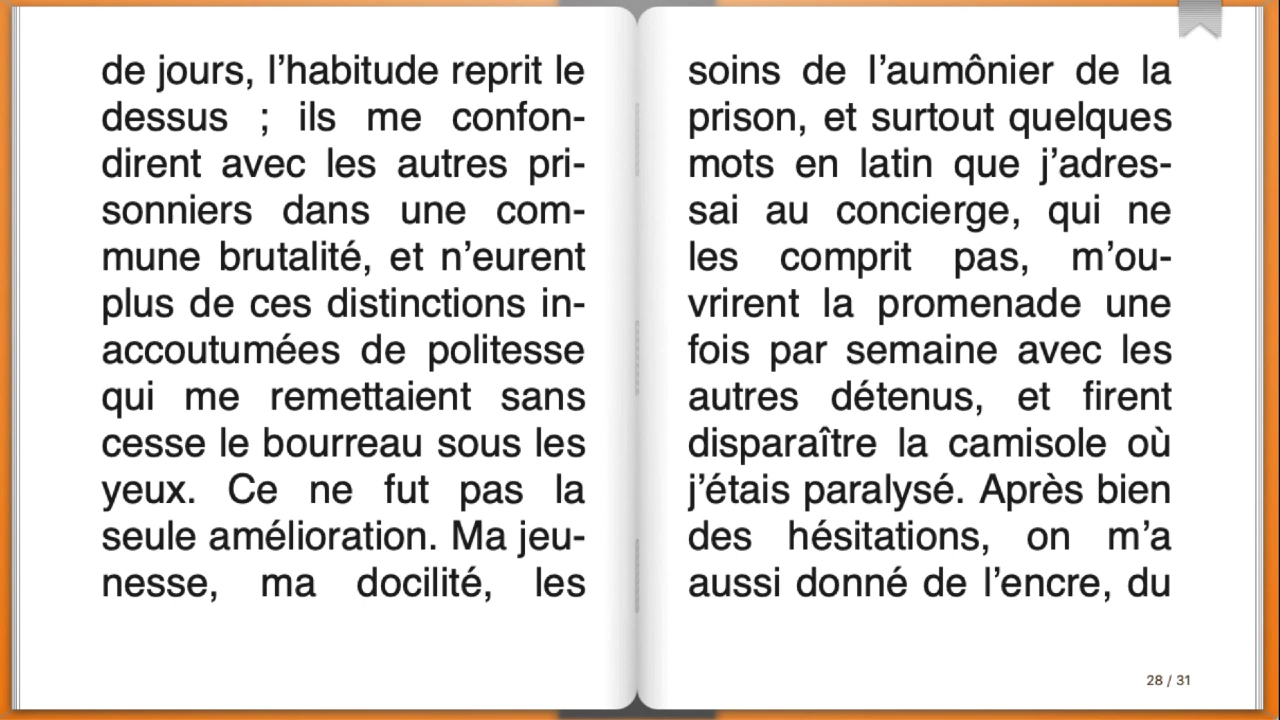 de jours, l’habitude reprit le
dessus ; ils me confon-
dirent avec les autres pri-
sonniers dans une com-
mune brutalité, et n’eurent
plus de ces distinctions in-
accoutumées de politesse
qui me remettaient sans
cesse le bourreau sous les
yeux. Ce ne fut pas la
seule amélioration. Ma jeu-
nesse, ma docilité, les
soins de l’aumônier de la
prison, et surtout quelques
mots en latin que j’adres-
sai au concierge, qui ne
les comprit pas, m’ou-
vrirent la promenade une
fois par semaine avec les
autres détenus, et firent
disparaître la camisole où
j’étais paralysé. Après bien
des hésitations, on m’a
aussi donné de l’encre, du
28 / 31